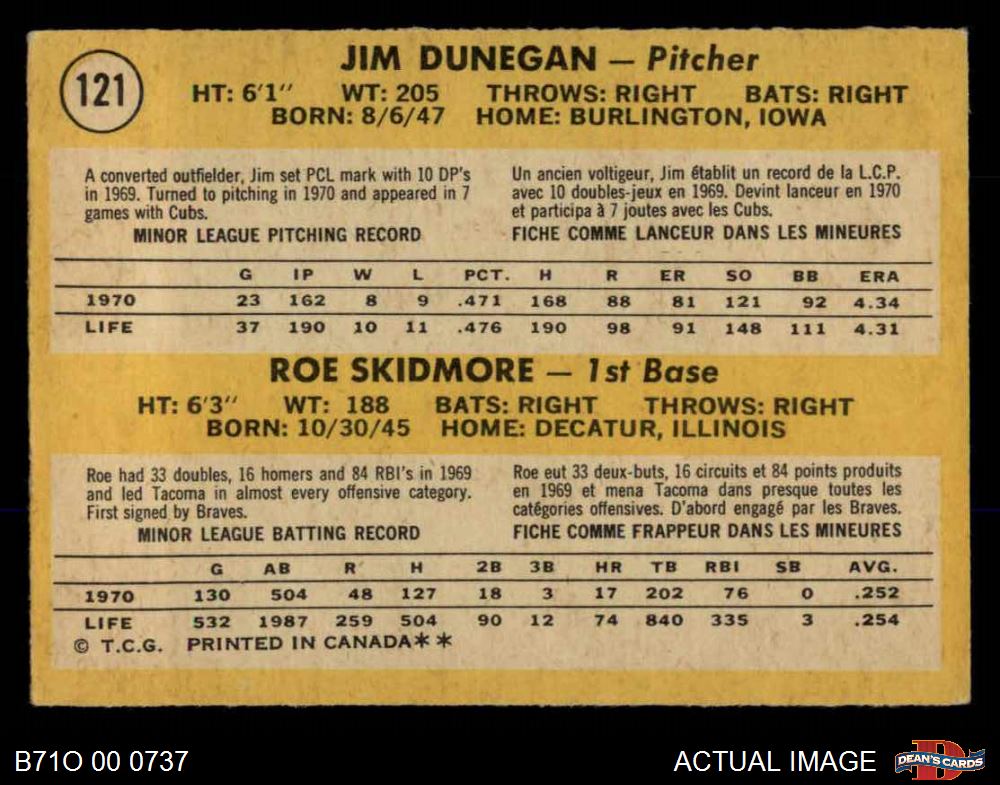 121
JIM DUNEGAN — Pitcher
HT: 6'1" WT: 205 THROWS: RIGHT BATS: RIGHT
BORN: 8/6/47 HOME: BURLINGTON, IOWA
A converted outfielder, Jim set PCL mark with 10 DP's
in 1969. Turned to pitching in 1970 and appeared in 7
games with Cubs.
MINOR LEAGUE PITCHING RECORD
Un ancien voltigeur, Jim établit un record de la L.C.P.
avec 10 doubles-jeux en 1969. Devint lanceur en 1970
et participa à 7 joutes avec les Cubs.
FICHE COMME LANCEUR DANS LES MINEURES
G IP W L PCT. H R ER SO BB ERA
1970 23 162 8 9 .471 168 88 81 121 92 4.34
LIFE 37 190 10 11 .476 190 98 91 148 111 4.31
ROE SKIDMORE — 1st Base
HT: 6'3" WT: 188 BATS: RIGHT THROWS: RIGHT
BORN: 10/30/45 HOME: DECATUR, ILLINOIS
Roe had 33 doubles, 16 homers and 84 RBI's in 1969
and led Tacoma in almost every offensive category.
First signed by Braves.
MINOR LEAGUE BATTING RECORD
Roe eut 33 deux-buts, 16 circuits et 84 points produits
en 1969 et mena Tacoma dans presque toutes les
catégories offensives. D'abord engagé par les Braves.
FICHE COMME FRAPPEUR DANS LES MINEURES
G AB R H 2B 3B HR TB RBI SB AVG.
1970 130 504 48 127 18 3 17 202 76 0 .252
LIFE 532 1987 259 504 90 12 74 840 335 3 .254
© T.C.G. PRINTED IN CANADA**
B71O 00 0737
ACTUAL IMAGE
D
DEAN'S CARDS